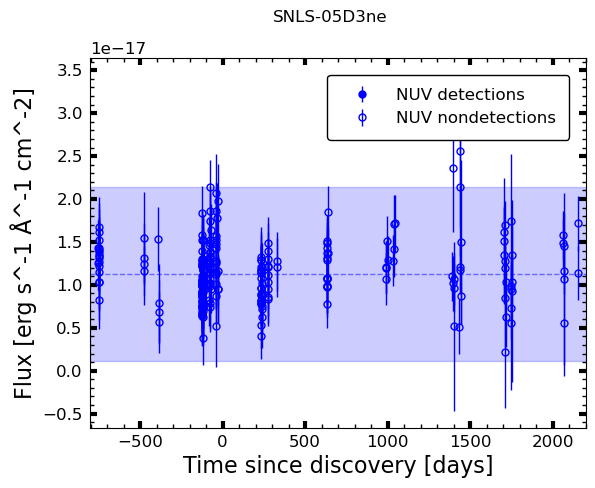 SNLS-05D3ne
1e−17
NUV detections
NUV nondetections
3.5
3.0
2.5
2.0
1.5
1.0
0.5
0.0
−0.5
Flux [erg s^-1 Å^-1 cm^-2]
−500 0 500 1000 1500 2000
Time since discovery [days]